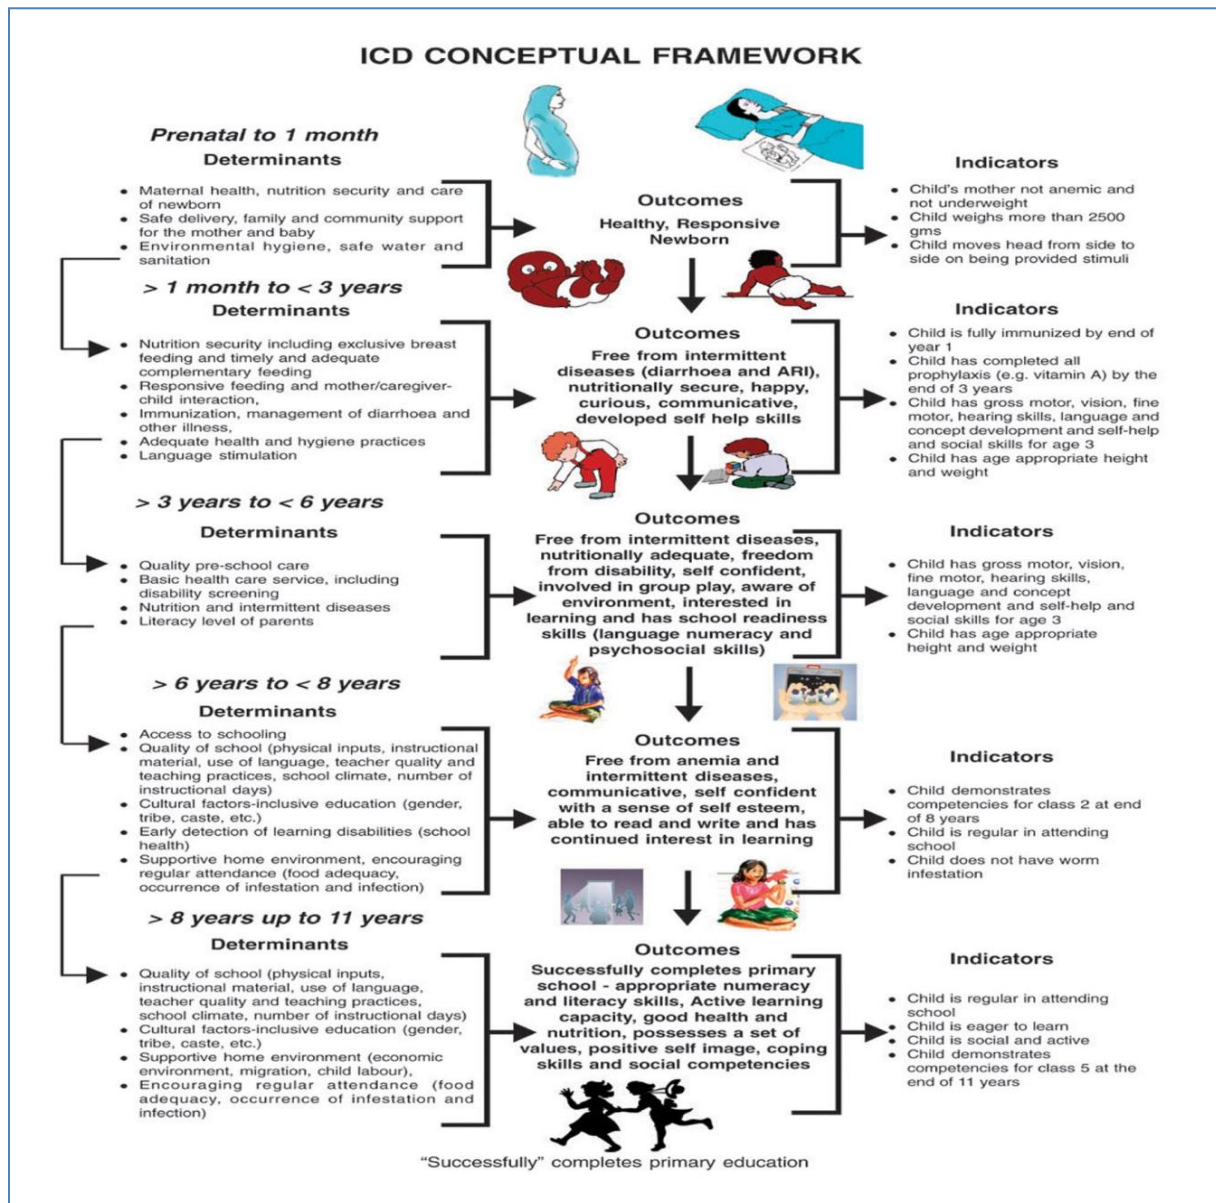 ICD CONCEPTUAL FRAMEWORK
Prenatal to 1 month
Determinants
● Maternal health, nutrition security and care
of newborn
● Safe delivery, family and community support
for the mother and baby
● Environmental hygiene, safe water and
sanitation
Outcomes
Healthy, Responsive
Newborn
Indicators
● Child's mother not anemic and
not underweight
● Child weighs more than 2500
gms
● Child moves head from side to
side on being provided stimuli
> 1 month to < 3 years
Determinants
● Nutrition security including exclusive breast
feeding and timely and adequate
complementary feeding
● Responsive feeding and mother/caregiver-
child interaction,
● Immunization, management of diarrhoea and
other illness,
● Adequate health and hygiene practices
● Language stimulation
Outcomes
Free from intermittent
diseases (diarrhoea and ARI),
nutritionally secure, happy,
curious, communicative,
developed self help skills
Indicators
● Child is fully immunized by end of
year 1
● Child has completed all
prophylaxis (e.g. vitamin A) by the
end of 3 years
● Child has gross motor, vision, fine
motor, hearing skills, language and
concept development and self-help
and social skills for age 3
● Child has age appropriate height
and weight
> 3 years to < 6 years
Determinants
● Quality pre-school care
● Basic health care service, including
disability screening
● Nutrition and intermittent diseases
● Literacy level of parents
Outcomes
Free from intermittent diseases,
nutritionally adequate, freedom
from disability, self confident,
involved in group play, aware of
environment, interested in
learning and has school readiness
skills (language numeracy and
psychosocial skills)
Indicators
● Child has gross motor, vision,
fine motor, hearing skills,
language and concept
development and self-help and
social skills for age 3
● Child has age appropriate
height and weight
> 6 years to < 8 years
Determinants
● Access to schooling
● Quality of school (physical inputs, instructional
material, use of language, teacher quality and
teaching practices, school climate, number of
instructional days)
● Cultural factors-inclusive education (gender,
tribe, caste, etc.)
● Early detection of learning disabilities (school
health)
● Supportive home environment, encouraging
regular attendance (food adequacy,
occurrence of infestation and infection)
Outcomes
Free from anemia and
intermittent diseases,
communicative, self confident
with a sense of self esteem,
able to read and write and has
continued interest in learning
Indicators
● Child demonstrates
competencies for class 2 at end
of 8 years
● Child is regular in attending
school
● Child does not have worm
infestation
> 8 years up to 11 years
Determinants
● Quality of school (physical inputs,
instructional material, use of language,
teacher quality and teaching practices,
school climate, number of instructional days)
● Cultural factors-inclusive education (gender,
tribe, caste, etc.)
● Supportive home environment (economic
environment, migration, child labour),
● Encouraging regular attendance (food
adequacy, occurrence of infestation and
infection)
Outcomes
Successfully completes primary
school - appropriate numeracy
and literacy skills, Active learning
capacity, good health and
nutrition, possesses a set of
values, positive self image, coping
skills and social competencies
Indicators
● Child is regular in attending
school
● Child is eager to learn
● Child is social and active
● Child demonstrates
competencies for class 5 at the
end of 11 years
“Successfully” completes primary education